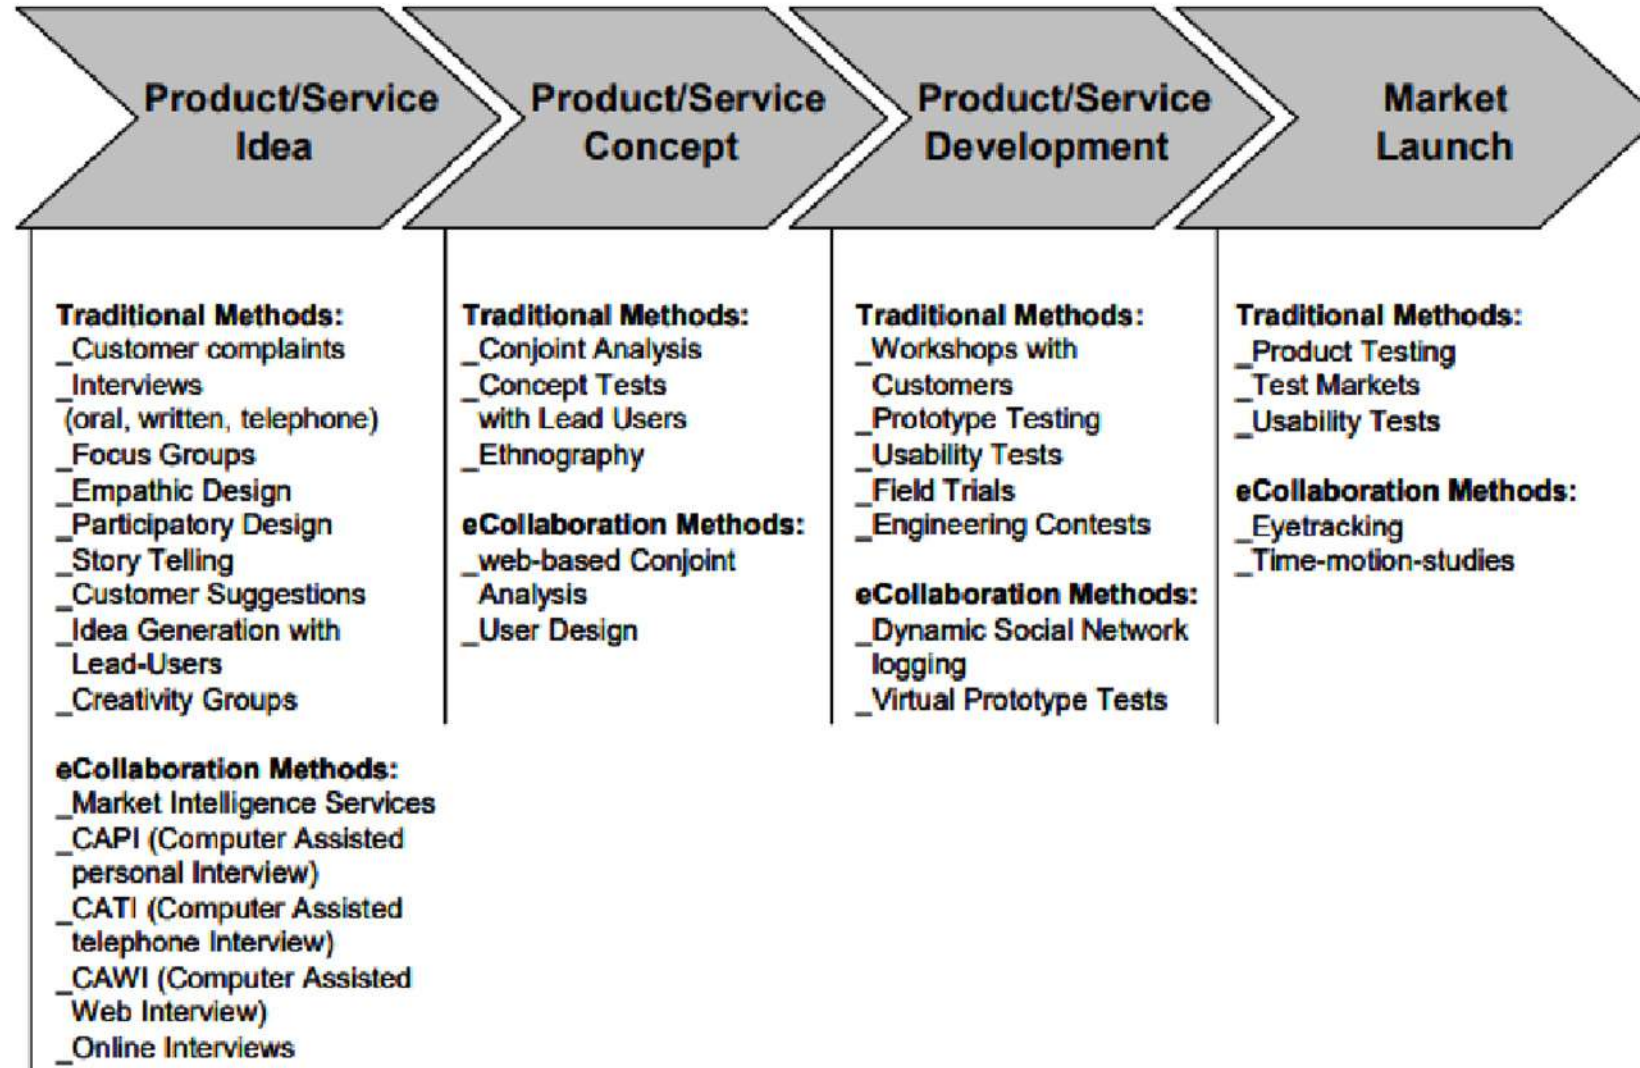 Product/Service
Idea
Product/Service
Concept
Product/Service
Development
Market
Launch
Traditional Methods:
_Customer complaints
_Interviews
(oral, written, telephone)
_Focus Groups
_Empathic Design
_Participatory Design
_Story Telling
_Customer Suggestions
_Idea Generation with
Lead-Users
_Creativity Groups
eCollaboration Methods:
_Market Intelligence Services
_CAPI (Computer Assisted
personal Interview)
_CATI (Computer Assisted
telephone Interview)
_CAWI (Computer Assisted
Web Interview)
_Online Interviews
Traditional Methods:
_Conjoint Analysis
_Concept Tests
with Lead Users
_Ethnography
eCollaboration Methods:
_web-based Conjoint
Analysis
_User Design
Traditional Methods:
_Workshops with
Customers
_Prototype Testing
_Usability Tests
_Field Trials
_Engineering Contests
eCollaboration Methods:
_Dynamic Social Network
logging
_Virtual Prototype Tests
Traditional Methods:
_Product Testing
_Test Markets
_Usability Tests
eCollaboration Methods:
_Eyetracking
_Time-motion-studies